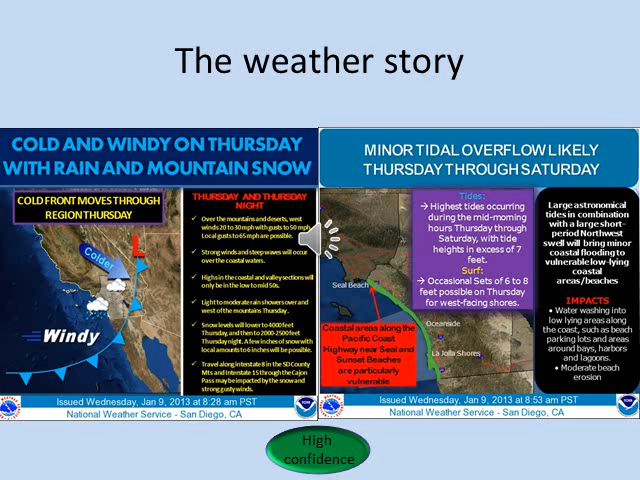 The weather story
COLD AND WINDY ON THURSDAY
WITH RAIN AND MOUNTAIN SNOW
COLD FRONT MOVES THROUGH
REGION THURSDAY
Colder
L
Windy
THURSDAY AND THURSDAY
NIGHT
✓ Over the mountains and deserts, west
winds 20 to 30 mph with gusts to 50 mph.
Local gusts to 65 mph are possible.
✓ Strong winds and steep waves will occur
over the coastal waters.
✓ Highs in the coastal and valley sections will
only be in the low to mid 50s.
✓ Light to moderate rain showers over and
west of the mountains Thursday.
✓ Snow levels will lower to 4000 feet
Thursday, and then to 2000-2500 feet
Thursday night. A few inches of snow with
local amounts to 6 inches will be possible.
✓ Travel along Interstate 8 in the SD County
Mts and Interstate 15 through the Cajon
Pass may be impacted by the snow and
strong gusty winds.
Issued Wednesday, Jan 9, 2013 at 8:28 am PST
National Weather Service - San Diego, CA
MINOR TIDAL OVERFLOW LIKELY
THURSDAY THROUGH SATURDAY
Seal Beach
Coastal areas along the
Pacific Coast
Highway near Seal and
Sunset Beaches
are particularly
vulnerable
Oceanside
La Jolla Shores
Tides:
→ Highest tides occurring
during the mid-morning
hours Thursday through
Saturday, with tide
heights in excess of 7
feet.
Surf:
→ Occasional Sets of 6 to 8
feet possible on Thursday
for west-facing shores.
Large astronomical
tides in combination
with a large short-
period Northwest
swell will bring minor
coastal flooding to
vulnerable low-lying
coastal
areas/beaches
IMPACTS
• Water washing into
low lying areas along
the coast, such as beach
parking lots and areas
around bays, harbors
and lagoons.
• Moderate beach
erosion
Issued Wednesday, Jan 9, 2013 at 8:53 am PST
National Weather Service - San Diego, CA
High
confidence